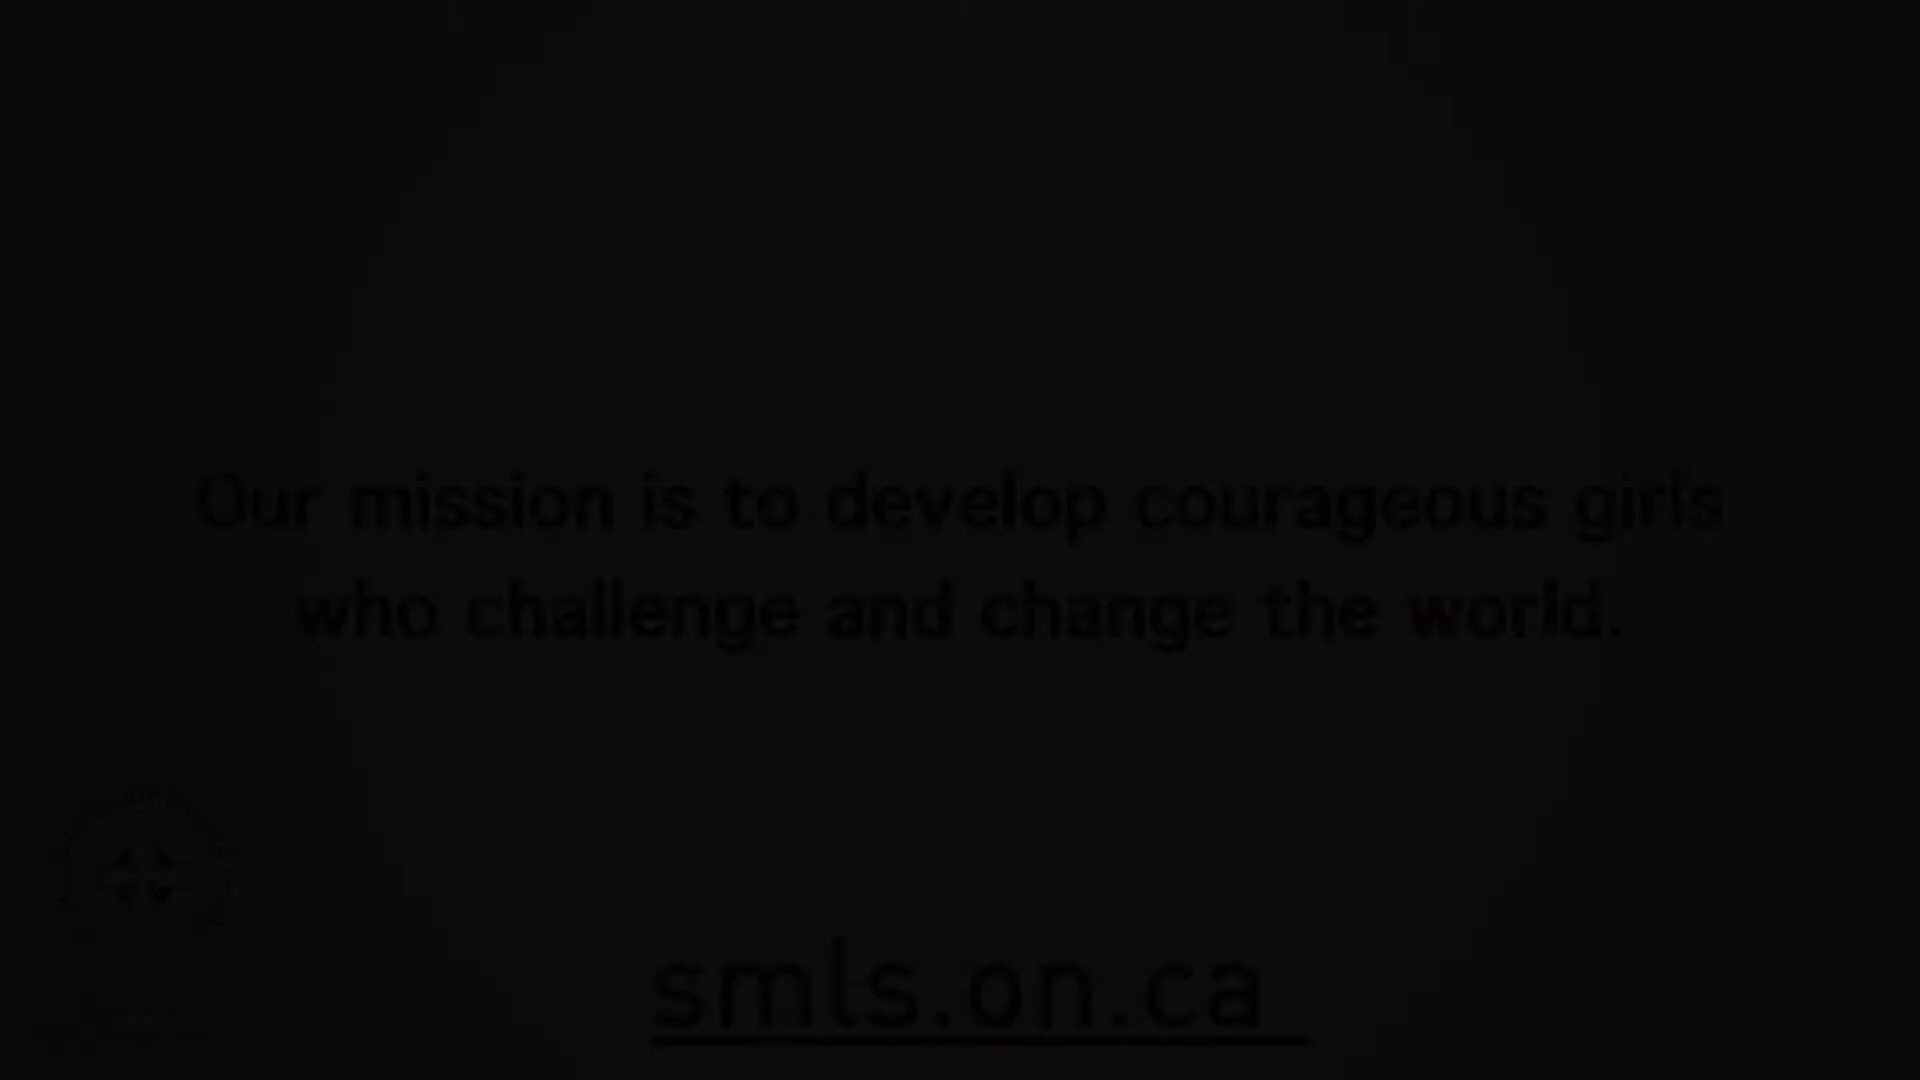 Our mission is to develop courageous girls
who challenge and change the world.
smls.on.ca